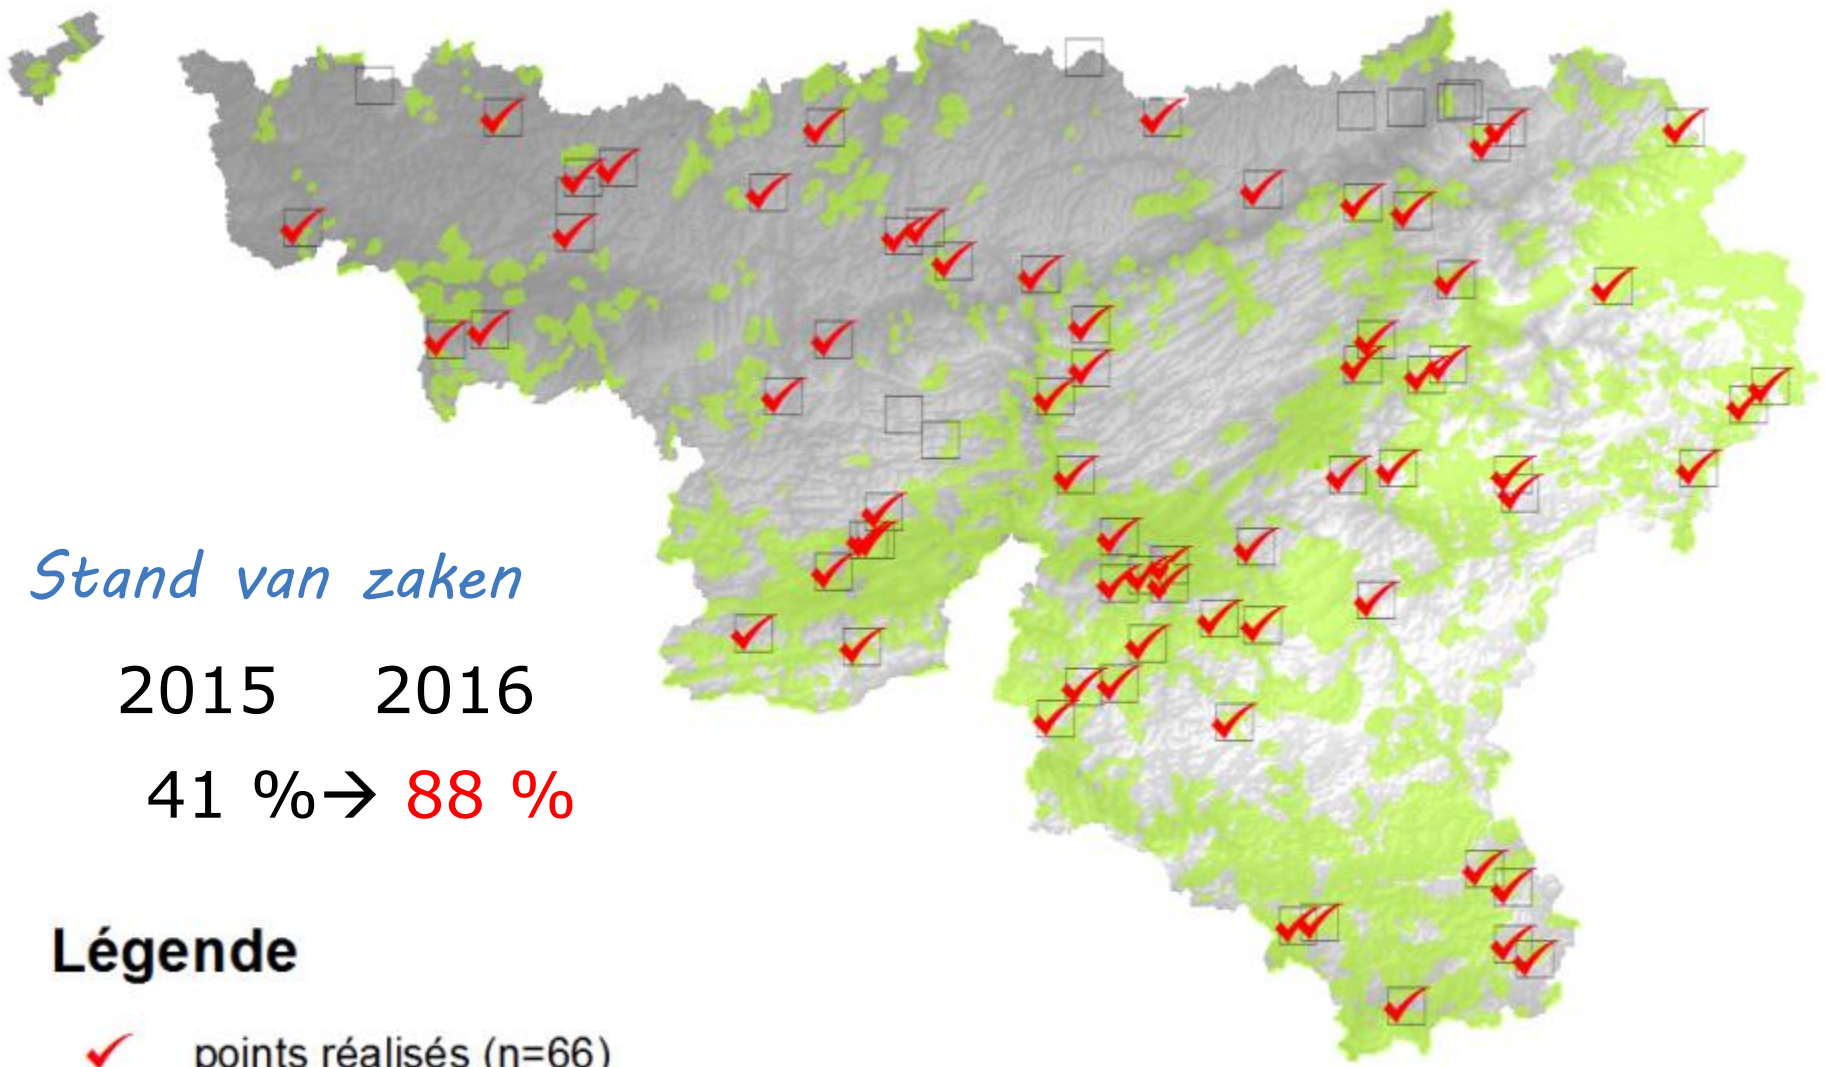 Stand van zaken
2015 2016
41 %→ 88 %
Légende
points réalisés (n=66)